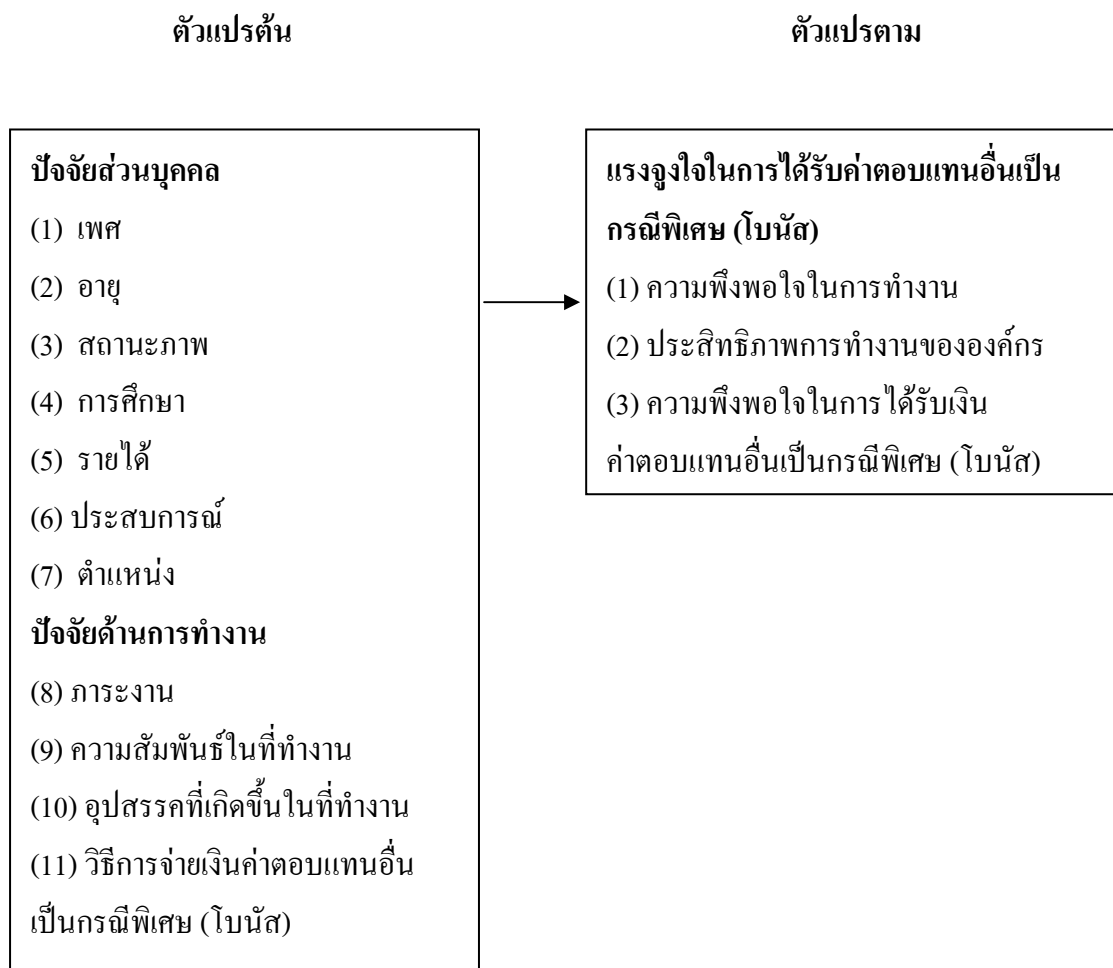 ตัวแปรต้น
ตัวแปรตาม
ปัจจัยส่วนบุคคล
(1) เพศ
(2) อายุ
(3) สถานะภาพ
(4) การศึกษา
(5) รายได้
(6) ประสบการณ์
(7) ตำแหน่ง
ปัจจัยด้านการทำงาน
(8) ภาระงาน
(9) ความสัมพันธ์ในที่ทำงาน
(10) อุปสรรคที่เกิดขึ้นในที่ทำงาน
(11) วิธีการจ่ายเงินค่าตอบแทนอื่น
เป็นกรณีพิเศษ (โบนัส)
แรงจูงใจในการได้รับค่าตอบแทนอื่นเป็น
กรณีพิเศษ (โบนัส)
(1) ความพึงพอใจในการทำงาน
(2) ประสิทธิภาพการทำงานขององค์กร
(3) ความพึงพอใจในการได้รับเงิน
ค่าตอบแทนอื่นเป็นกรณีพิเศษ (โบนัส)